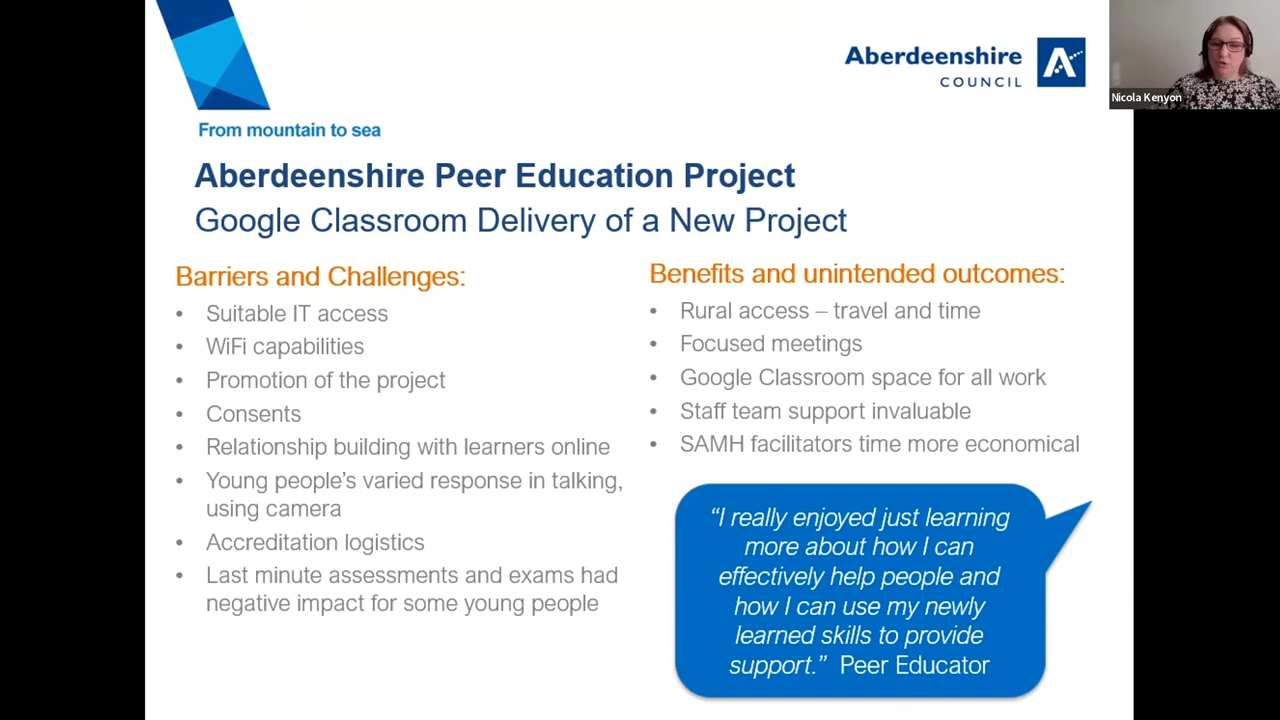 Aberdeenshire
COUNCIL
Nicola Kenyon
From mountain to sea
Aberdeenshire Peer Education Project
Google Classroom Delivery of a New Project
Barriers and Challenges:
• Suitable IT access
• WiFi capabilities
• Promotion of the project
• Consents
• Relationship building with learners online
• Young people’s varied response in talking,
using camera
• Accreditation logistics
• Last minute assessments and exams had
negative impact for some young people
Benefits and unintended outcomes:
• Rural access – travel and time
• Focused meetings
• Google Classroom space for all work
• Staff team support invaluable
• SAMH facilitators time more economical
“I really enjoyed just learning
more about how I can
effectively help people and
how I can use my newly
learned skills to provide
support.” Peer Educator